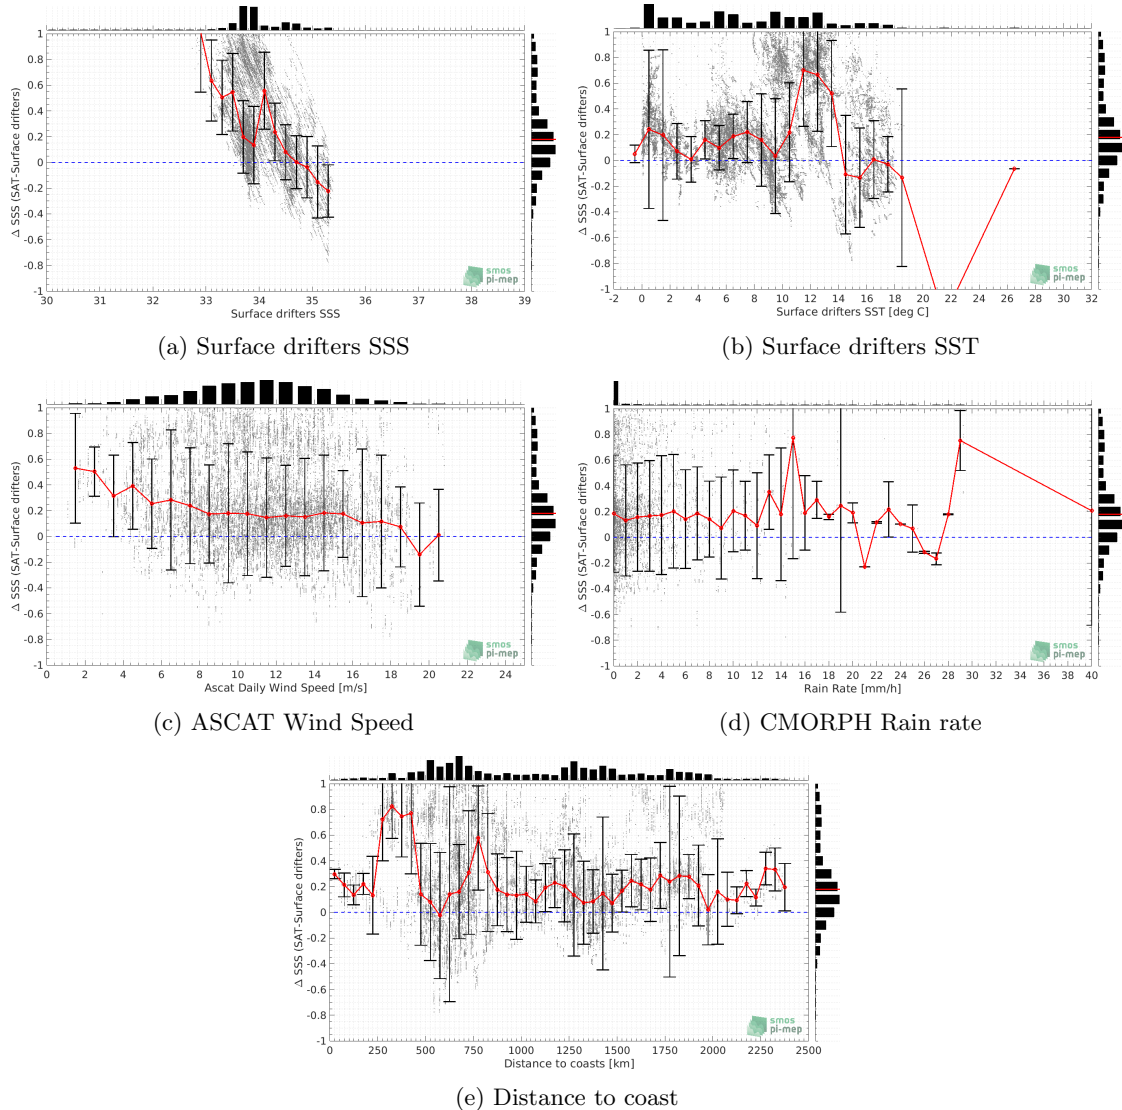 1
0.8
0.6
0.4
0.2
0
-0.2
-0.4
-0.6
-0.8
-1
Δ SSS (SAT-Surface drifters)
30 31 32 33 34 35 36 37 38 39
Surface drifters SSS
smos
pi-mep
(a) Surface drifters SSS
1
0.8
0.6
0.4
0.2
0
-0.2
-0.4
-0.6
-0.8
-1
Δ SSS (SAT-Surface drifters)
-2 0 2 4 6 8 10 12 14 16 18 20 22 24 26 28 30 32
Surface drifters SST [deg C]
smos
pi-mep
(b) Surface drifters SST
1
0.8
0.6
0.4
0.2
0
-0.2
-0.4
-0.6
-0.8
-1
Δ SSS (SAT-Surface drifters)
0 2 4 6 8 10 12 14 16 18 20 22 24
Ascat Daily Wind Speed [m/s]
smos
pi-mep
(c) ASCAT Wind Speed
1
0.8
0.6
0.4
0.2
0
-0.2
-0.4
-0.6
-0.8
-1
Δ SSS (SAT-Surface drifters)
0 2 4 6 8 10 12 14 16 18 20 22 24 26 28 30 32 34 36 38 40
Rain Rate [mm/h]
smos
pi-mep
(d) CMORPH Rain rate
1
0.8
0.6
0.4
0.2
0
-0.2
-0.4
-0.6
-0.8
-1
Δ SSS (SAT-Surface drifters)
0 250 500 750 1000 1250 1500 1750 2000 2250 2500
Distance to coasts [km]
smos
pi-mep
(e) Distance to coast